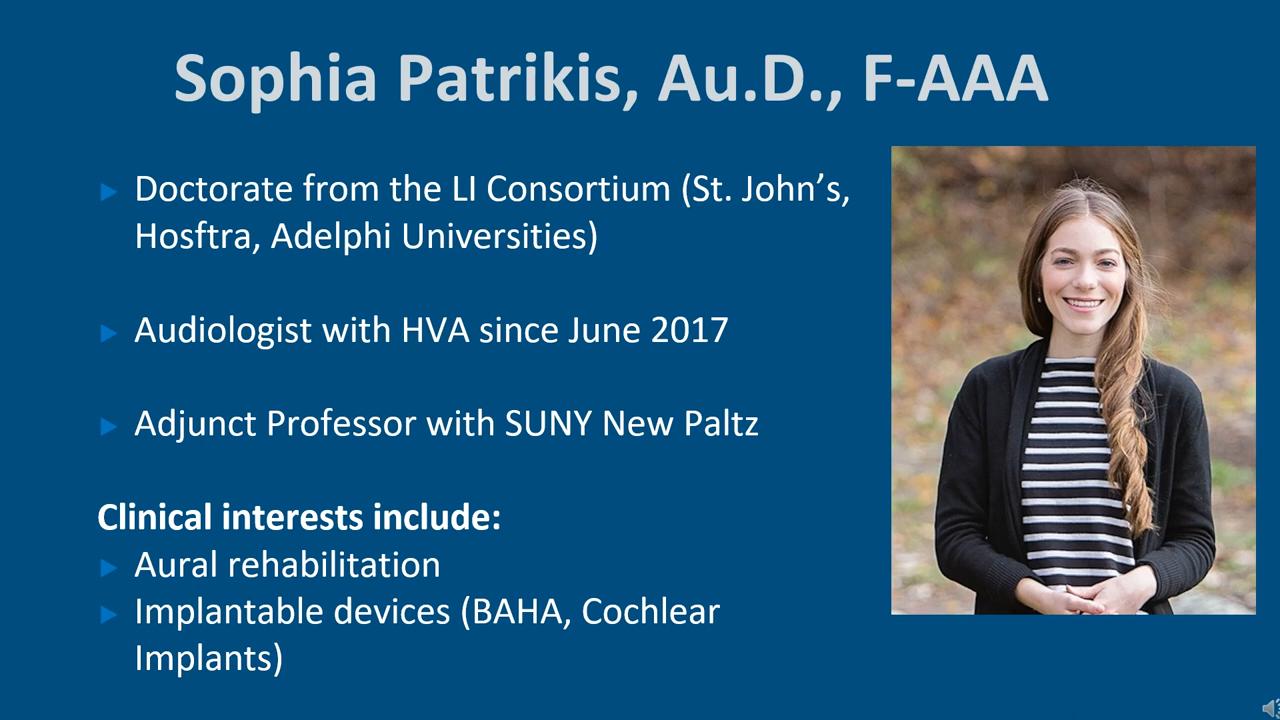 Sophia Patrikis, Au.D., F-AAA
Doctorate from the LI Consortium (St. John’s,
Hosftra, Adelphi Universities)
Audiologist with HVA since June 2017
Adjunct Professor with SUNY New Paltz
Clinical interests include:
Aural rehabilitation
Implantable devices (BAHA, Cochlear
Implants)